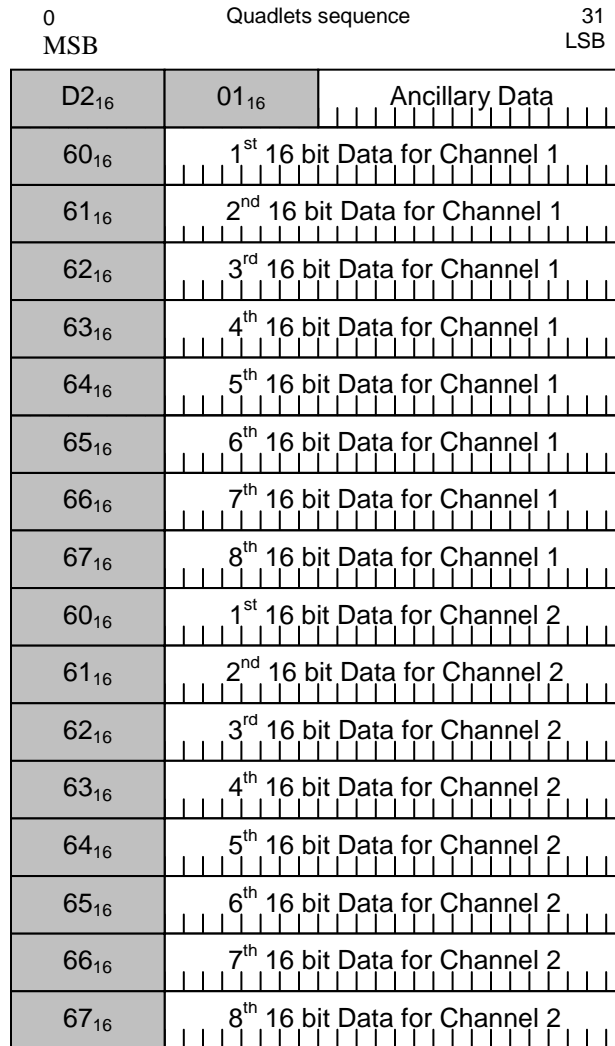 0 Quadlets sequence 31
MSB LSB
D2₁₆ 01₁₆ Ancillary Data
60₁₆ 1ˢᵗ 16 bit Data for Channel 1
61₁₆ 2ⁿᵈ 16 bit Data for Channel 1
62₁₆ 3ʳᵈ 16 bit Data for Channel 1
63₁₆ 4ᵗʰ 16 bit Data for Channel 1
64₁₆ 5ᵗʰ 16 bit Data for Channel 1
65₁₆ 6ᵗʰ 16 bit Data for Channel 1
66₁₆ 7ᵗʰ 16 bit Data for Channel 1
67₁₆ 8ᵗʰ 16 bit Data for Channel 1
60₁₆ 1ˢᵗ 16 bit Data for Channel 2
61₁₆ 2ⁿᵈ 16 bit Data for Channel 2
62₁₆ 3ʳᵈ 16 bit Data for Channel 2
63₁₆ 4ᵗʰ 16 bit Data for Channel 2
64₁₆ 5ᵗʰ 16 bit Data for Channel 2
65₁₆ 6ᵗʰ 16 bit Data for Channel 2
66₁₆ 7ᵗʰ 16 bit Data for Channel 2
67₁₆ 8ᵗʰ 16 bit Data for Channel 2